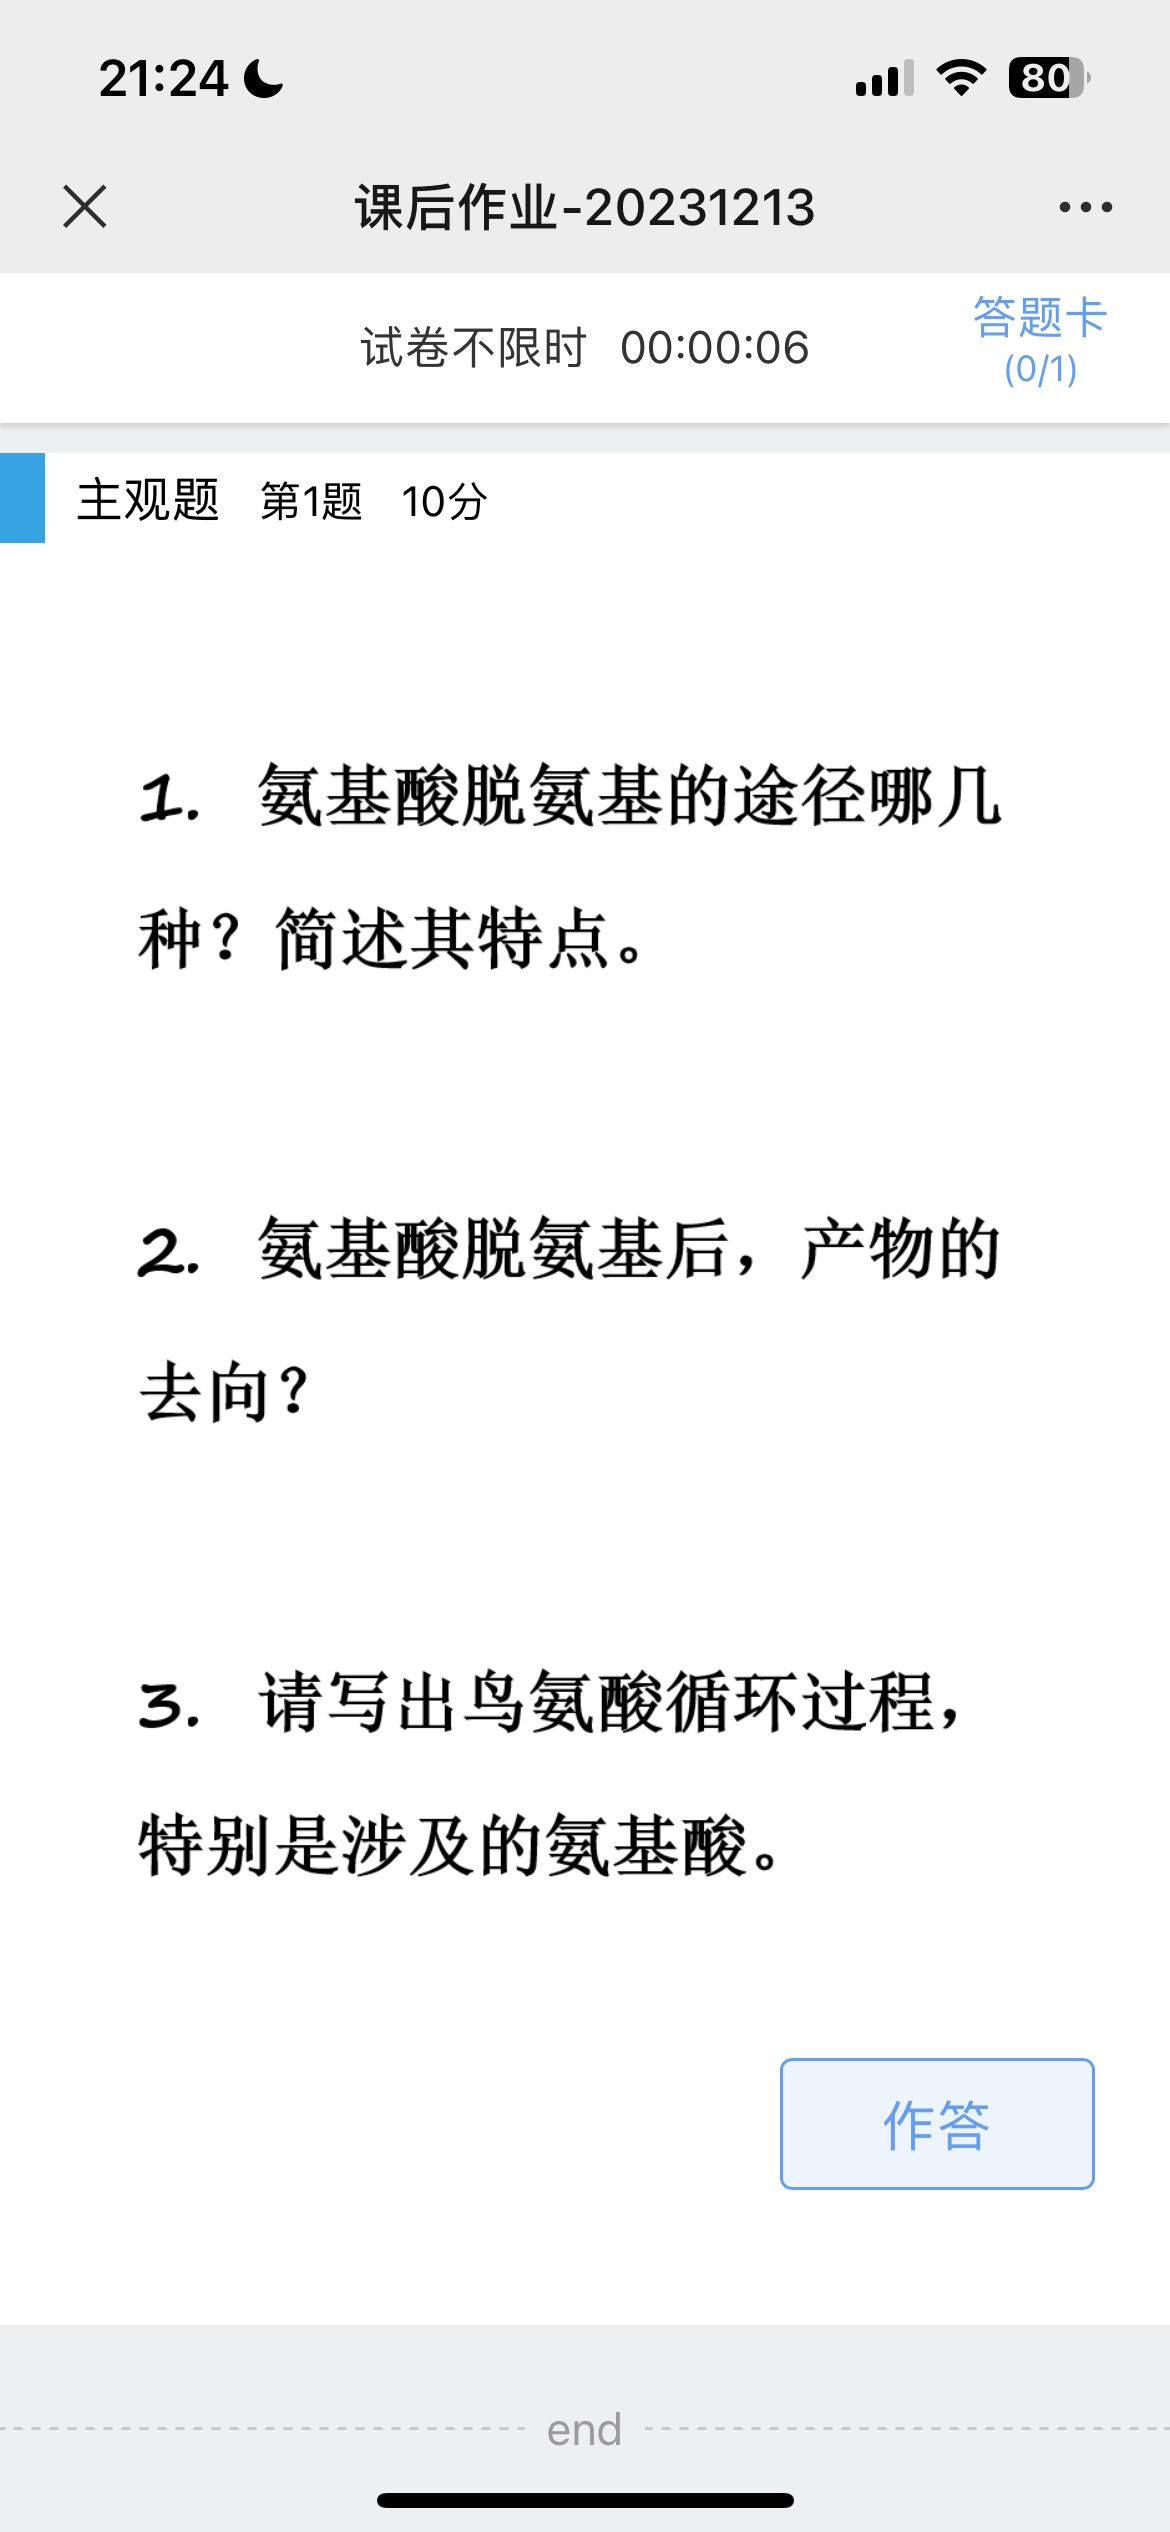 21:24
80
课后作业-20231213
试卷不限时 00:00:06
答题卡
(0/1)
主观题 第1题 10分
1. 氨基酸脱氨基的途径哪几
种？简述其特点。
2. 氨基酸脱氨基后，产物的
去向？
3. 请写出鸟氨酸循环过程，
特别是涉及的氨基酸。
作答
end